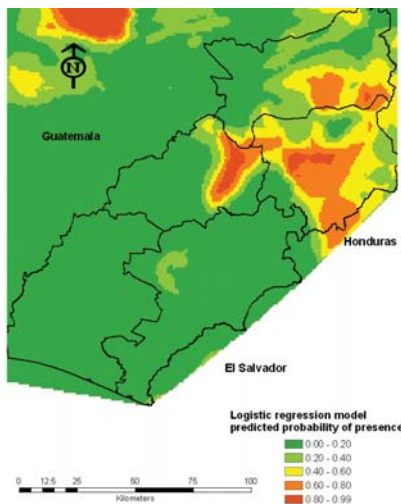 N
Guatemala
Honduras
El Salvador
Logistic regression model
predicted probability of presence
0.00 - 0.20
0.20 - 0.40
0.40 - 0.60
0.60 - 0.80
0.80 - 0.99
0 12.5 25 50 75 100
Kilometers